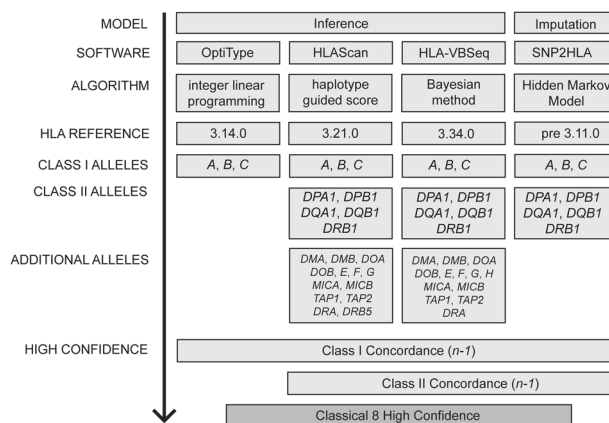 MODEL
Inference
Imputation
SOFTWARE
OptiType
HLAScan
HLA-VBSeq
SNP2HLA
ALGORITHM
integer linear
programming
haplotype
guided score
Bayesian
method
Hidden Markov
Model
HLA REFERENCE
3.14.0
3.21.0
3.34.0
pre 3.11.0
CLASS I ALLELES
A, B, C
A, B, C
A, B, C
A, B, C
CLASS II ALLELES
DPA1, DPB1
DQA1, DQB1
DRB1
DPA1, DPB1
DQA1, DQB1
DRB1
DPA1, DPB1
DQA1, DQB1
DRB1
ADDITIONAL ALLELES
DMA, DMB, DOA
DOB, E, F, G
MICA, MICB
TAP1, TAP2
DRA, DRB5
DMA, DMB, DOA
DOB, E, F, G, H
MICA, MICB
TAP1, TAP2
DRA
HIGH CONFIDENCE
Class I Concordance (n-1)
Class II Concordance (n-1)
Classical 8 High Confidence